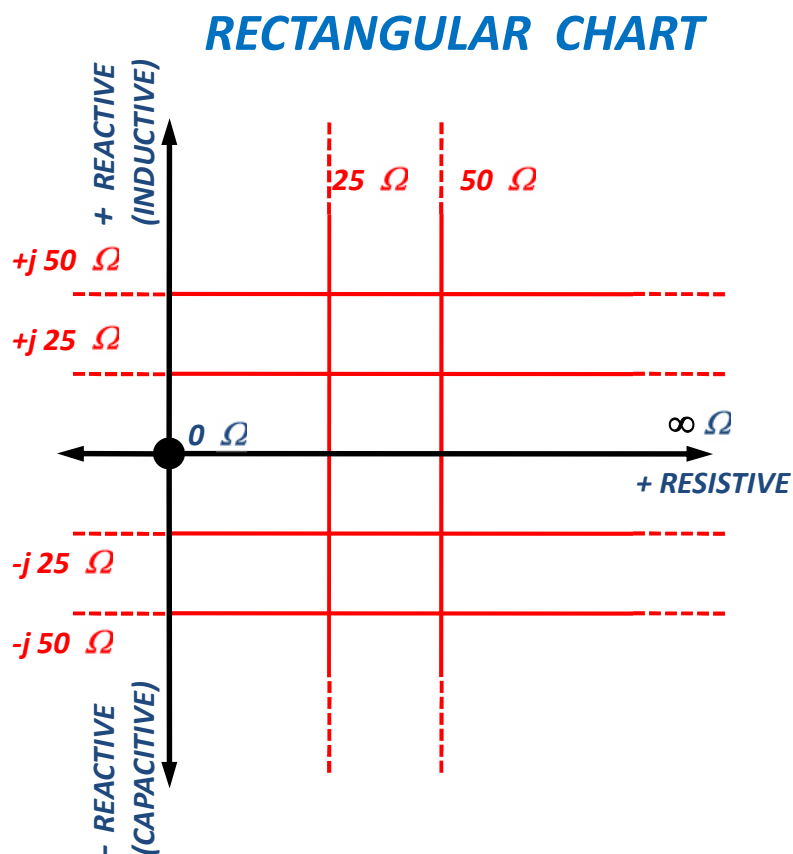 RECTANGULAR CHART
+ REACTIVE
(INDUCTIVE)
25 Ω
50 Ω
+j 50 Ω
+j 25 Ω
0 Ω
∞ Ω
+ RESISTIVE
-j 25 Ω
-j 50 Ω
- REACTIVE
(CAPACITIVE)